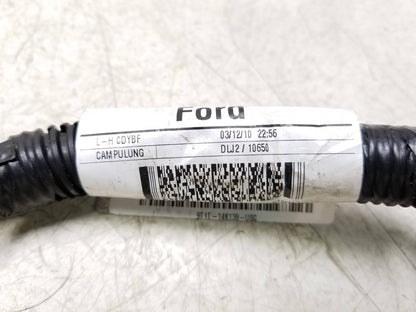 Ford
L-H CDYBF 03/12/10 22:56
CAMPULUNG DLJ2 / 10650
9T1T-14K138-USC